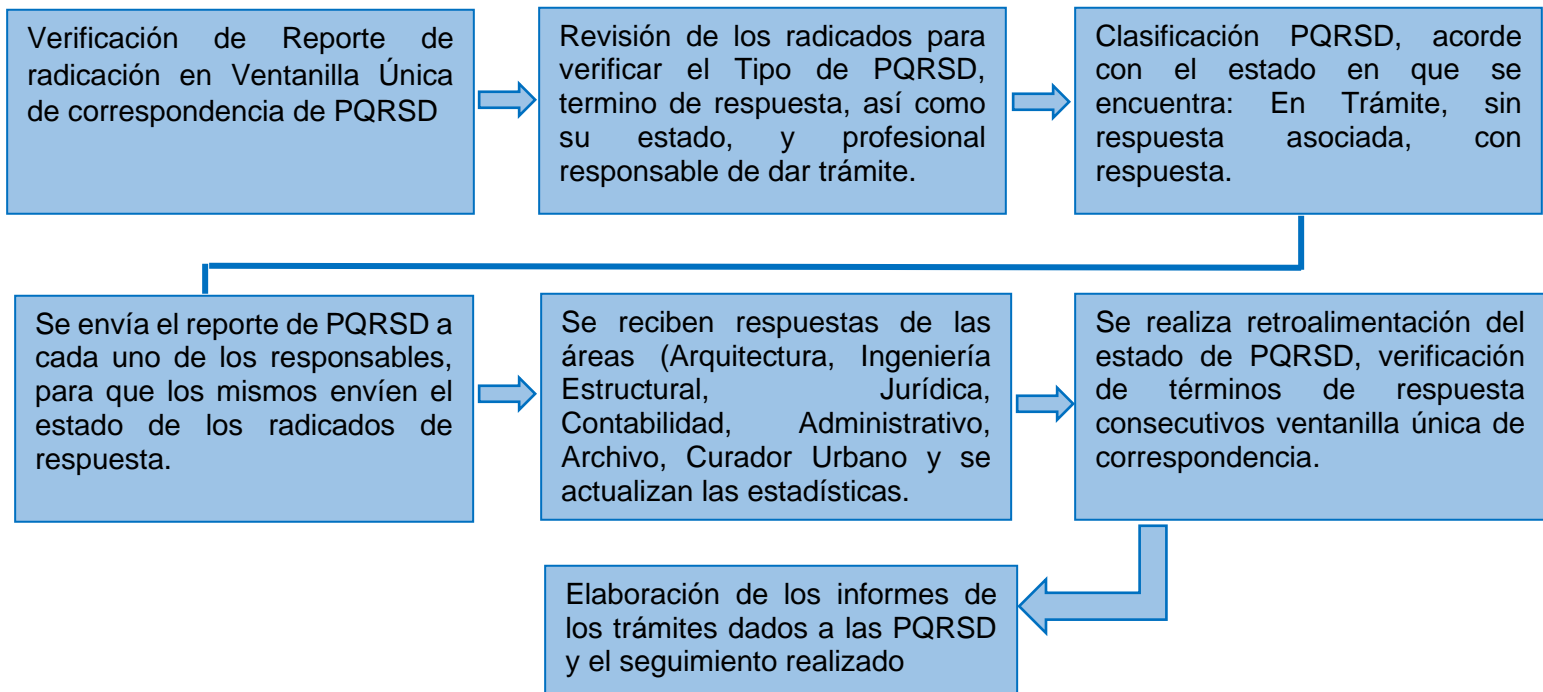 Verificación de Reporte de
radicación en Ventanilla Única
de correspondencia de PQRSD
Revisión de los radicados para
verificar el Tipo de PQRSD,
termino de respuesta, así como
su estado, y profesional
responsable de dar trámite.
Clasificación PQRSD, acorde
con el estado en que se
encuentra: En Trámite, sin
respuesta asociada, con
respuesta.
Se envía el reporte de PQRSD a
cada uno de los responsables,
para que los mismos envíen el
estado de los radicados de
respuesta.
Se reciben respuestas de las
áreas (Arquitectura, Ingeniería
Estructural, Jurídica,
Contabilidad, Administrativo,
Archivo, Curador Urbano y se
actualizan las estadísticas.
Se realiza retroalimentación del
estado de PQRSD, verificación
de términos de respuesta
consecutivos ventanilla única de
correspondencia.
Elaboración de los informes de
los trámites dados a las PQRSD
y el seguimiento realizado